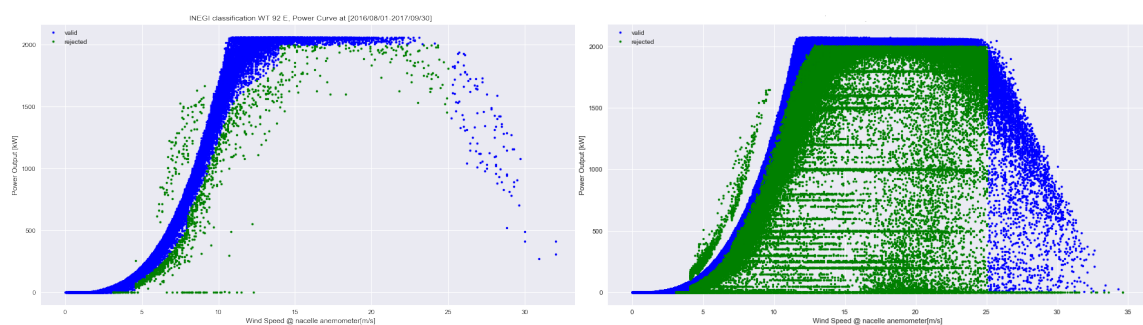 INEGI classification WT 92 E, Power Curve at [2016/08/01-2017/09/30]
valid
rejected
2000
1500
1000
500
0
Power Output [kW]
0
5
10
15
20
25
30
Wind Speed @ nacelle anemometer[m/s]
valid
rejected
2000
1500
1000
500
0
Power Output [kW]
0
5
10
15
20
25
30
35
Wind Speed @ nacelle anemometer[m/s]